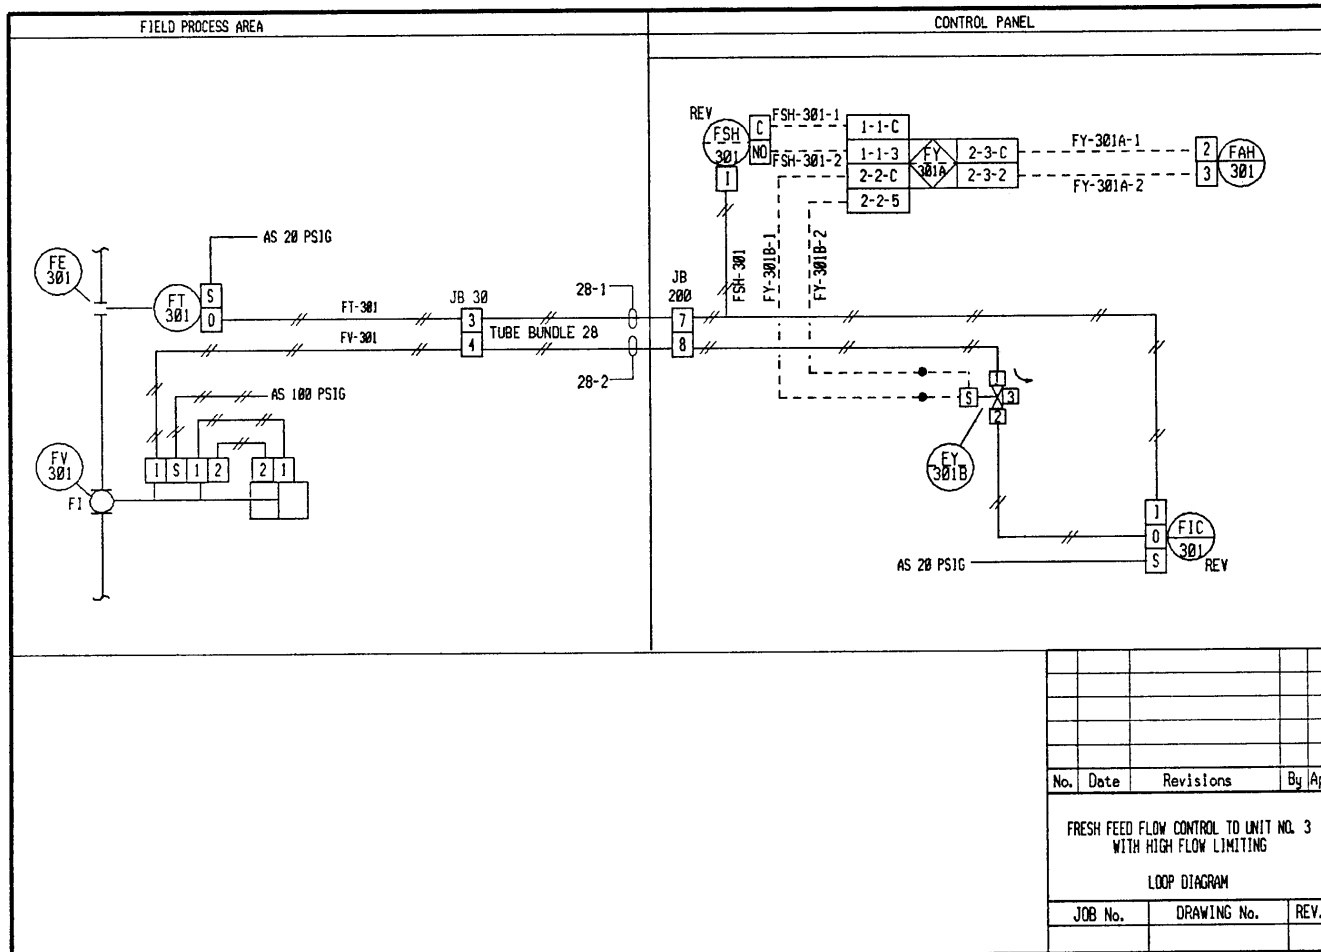 FIELD PROCESS AREA
CONTROL PANEL
REV
FSH
301
C
NO
I
FSH-301-1
FSH-301-2
1-1-C
1-1-3
2-2-C
2-2-5
FY
301A
2-3-C
2-3-2
FY-301A-1
FY-301A-2
2
3
FAH
301
FSH-301
FY-301B-1
FY-301B-2
AS 20 PSIG
FE
301
FT
301
S
O
FT-301
FV-301
JB 30
3
4
TUBE BUNDLE 28
28-1
28-2
JB
200
7
8
AS 100 PSIG
FV
301
FI
I
S
1
2
2
1
S
1
3
2
FY
301B
I
O
S
FIC
301
REV
AS 20 PSIG
No.
Date
Revisions
By
FRESH FEED FLOW CONTROL TO UNIT NO. 3
WITH HIGH FLOW LIMITING
LOOP DIAGRAM
JOB No.
DRAWING No.
REV.